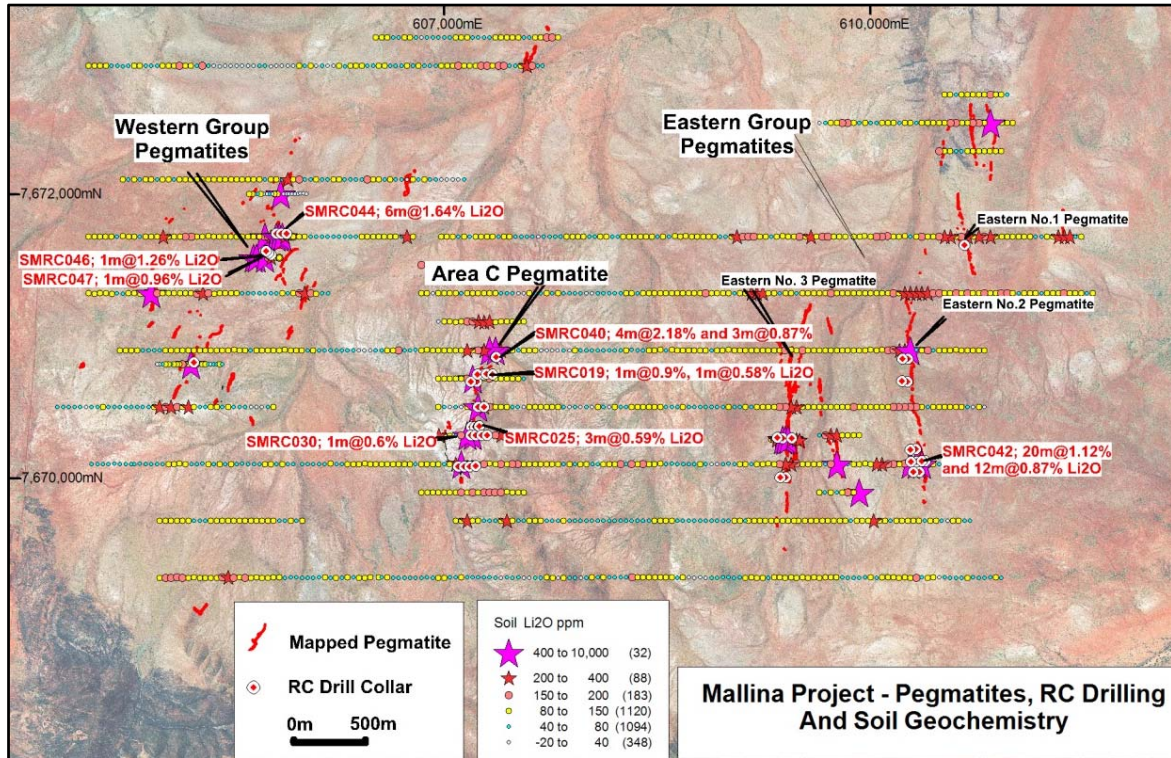 607,000mE
610,000mE
7,672,000mN
7,670,000mN
Western Group
Pegmatites
Eastern Group
Pegmatites
SMRC044; 6m@1.64% Li2O
SMRC046; 1m@1.26% Li2O
SMRC047; 1m@0.96% Li2O
Eastern No.1 Pegmatite
Area C Pegmatite
Eastern No. 3 Pegmatite
Eastern No.2 Pegmatite
SMRC040; 4m@2.18% and 3m@0.87%
SMRC019; 1m@0.9%, 1m@0.58% Li2O
SMRC030; 1m@0.6% Li2O
SMRC025; 3m@0.59% Li2O
SMRC042; 20m@1.12%
and 12m@0.87% Li2O
Mapped Pegmatite
RC Drill Collar
0m 500m
Soil Li2O ppm
400 to 10,000 (32)
200 to 400 (88)
150 to 200 (183)
80 to 150 (1120)
40 to 80 (1094)
-20 to 40 (348)
Mallina Project - Pegmatites, RC Drilling
And Soil Geochemistry